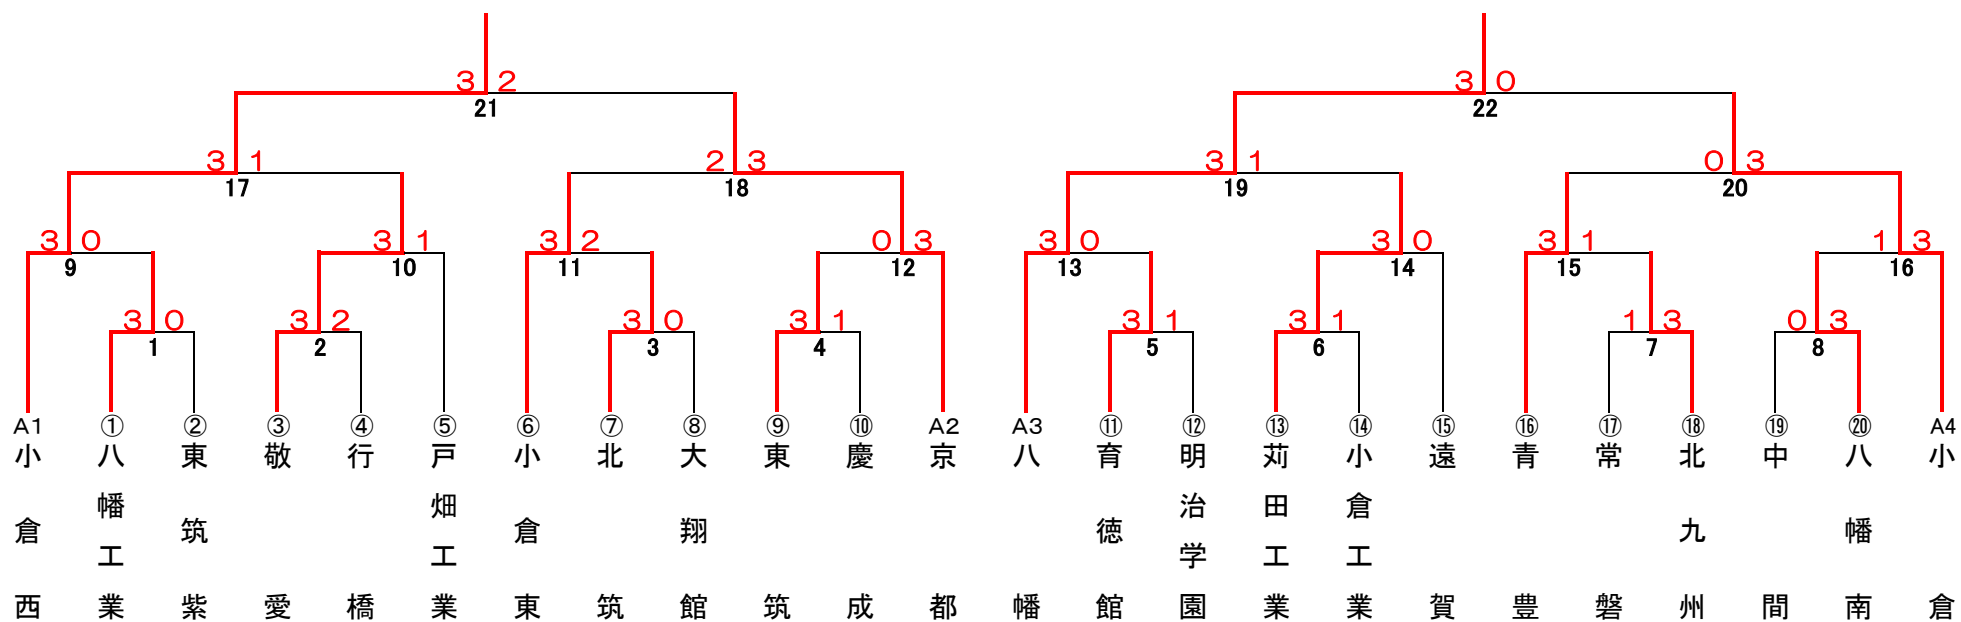 3 2
3 0
21
22
3 1
2 3
3 1
0 3
17
18
19
20
3 0
3 1
3 2
0 3
3 0
3 0
3 1
1 3
9
10
11
12
13
14
15
16
3 0
3 2
3 0
3 1
3 1
3 1
1 3
0 3
1
2
3
4
5
6
7
8
A1 小倉西
① 八幡工業
② 東筑紫
③ 敬愛
④ 行橋
⑤ 戸畑工業
⑥ 小倉東
⑦ 北筑
⑧ 大翔館
⑨ 東筑
⑩ 慶成
A2 京都
A3 八幡
⑪ 育徳館
⑫ 明治学園
⑬ 苅田工業
⑭ 小倉工業
⑮ 遠賀
⑯ 青豊
⑰ 常磐
⑱ 北九州
⑲ 中間
⑳ 八幡南
A4 小倉